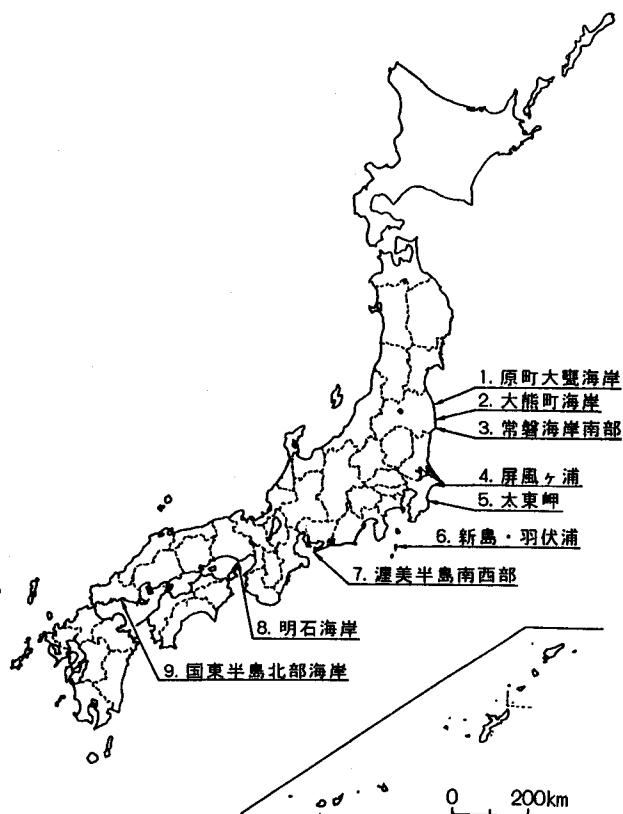 1. 原町大甕海岸
2. 大熊町海岸
3. 常磐海岸南部
4. 屏風ヶ浦
5. 太東岬
6. 新島・羽伏浦
7. 渥美半島南西部
8. 明石海岸
9. 国東半島北部海岸
0 200km